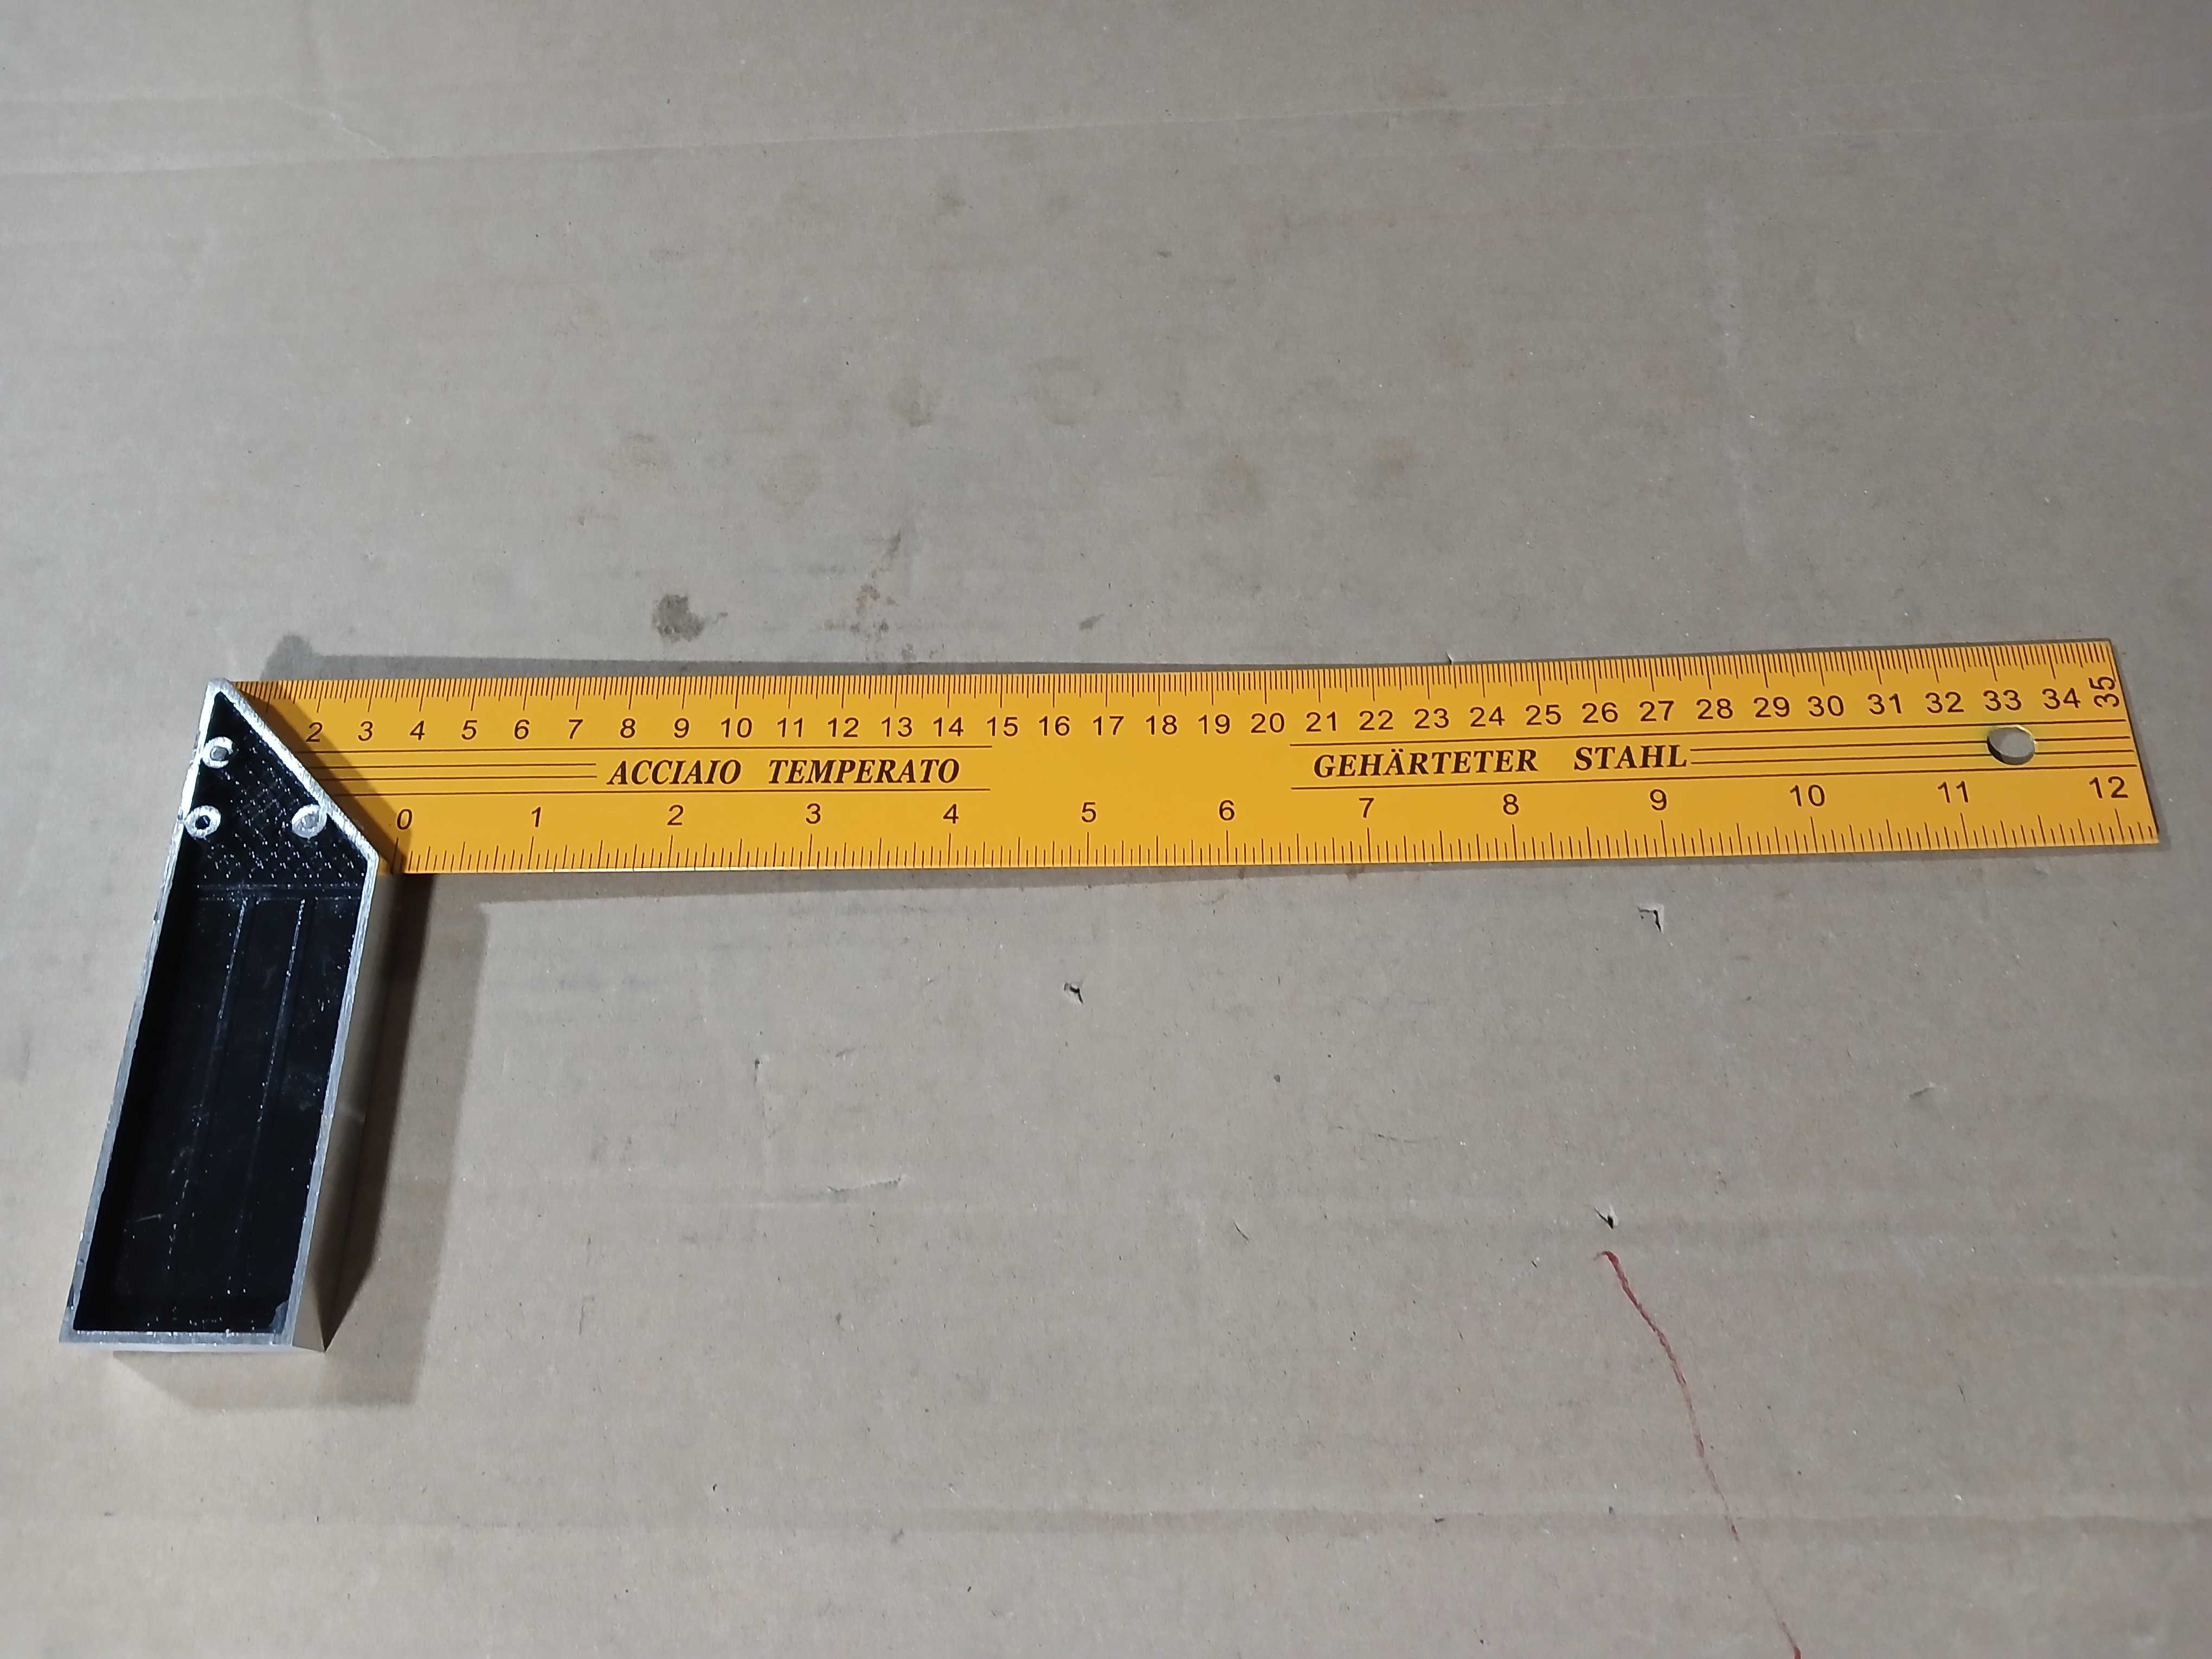 2 3 4 5 6 7 8 9 10 11 12 13 14 15 16 17 18 19 20 21 22 23 24 25 26 27 28 29 30 31 32 33 34 35
ACCIAIO TEMPERATO GEHÄRTETER STAHL
0 1 2 3 4 5 6 7 8 9 10 11 12